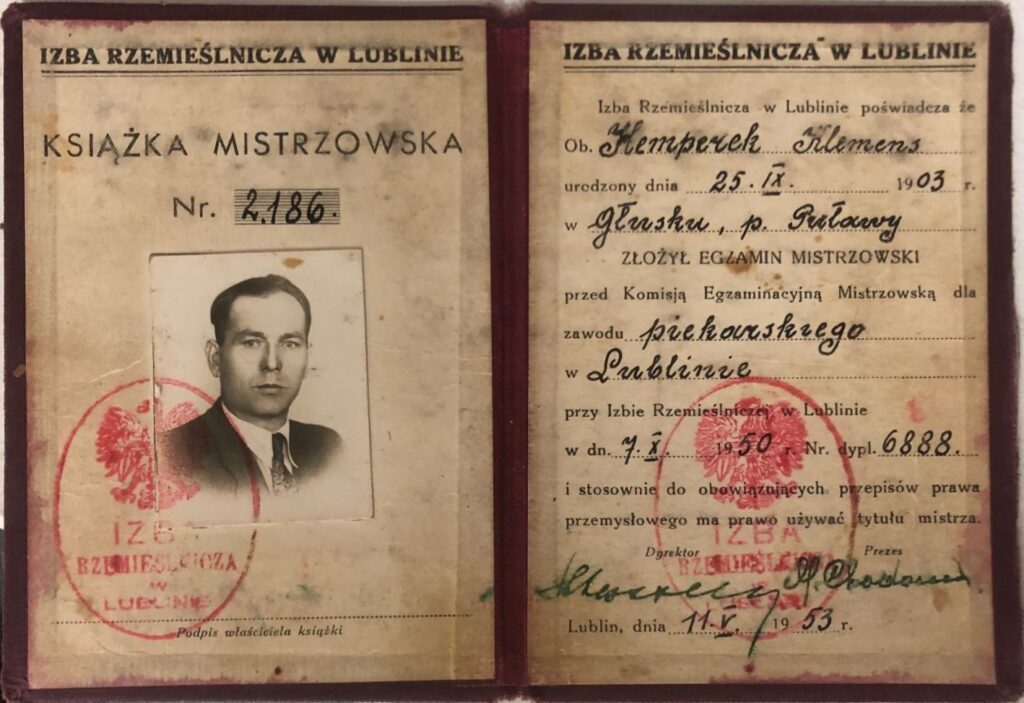 IZBA RZEMIEŚLNICZA W LUBLINIE
KSIĄŻKA MISTRZOWSKA
Nr. 2.186.
IZBA
RZEMIEŚLNICZA
W
LUBLINIE
Podpis właściciela książki
IZBA RZEMIEŚLNICZA W LUBLINIE
Izba Rzemieślnicza w Lublinie poświadcza że
Ob. Kemperek Klemens
urodzony dnia 25. IX. 1903 r.
w Głusku, p. Puławy
ZŁOŻYŁ EGZAMIN MISTRZOWSKI
przed Komisją Egzaminacyjną Mistrzowską dla
zawodu piekarskiego
w Lublinie
przy Izbie Rzemieślniczej w Lublinie
w dn. 7. X. 1950 r. Nr. dypl. 6888.
i stosownie do obowiązujących przepisów prawa
przemysłowego ma prawo używać tytułu mistrza.
Dyrektor Prezes
IZBA
RZEMIEŚLNICZA
Lublin, dnia 11. V. 1953 r.